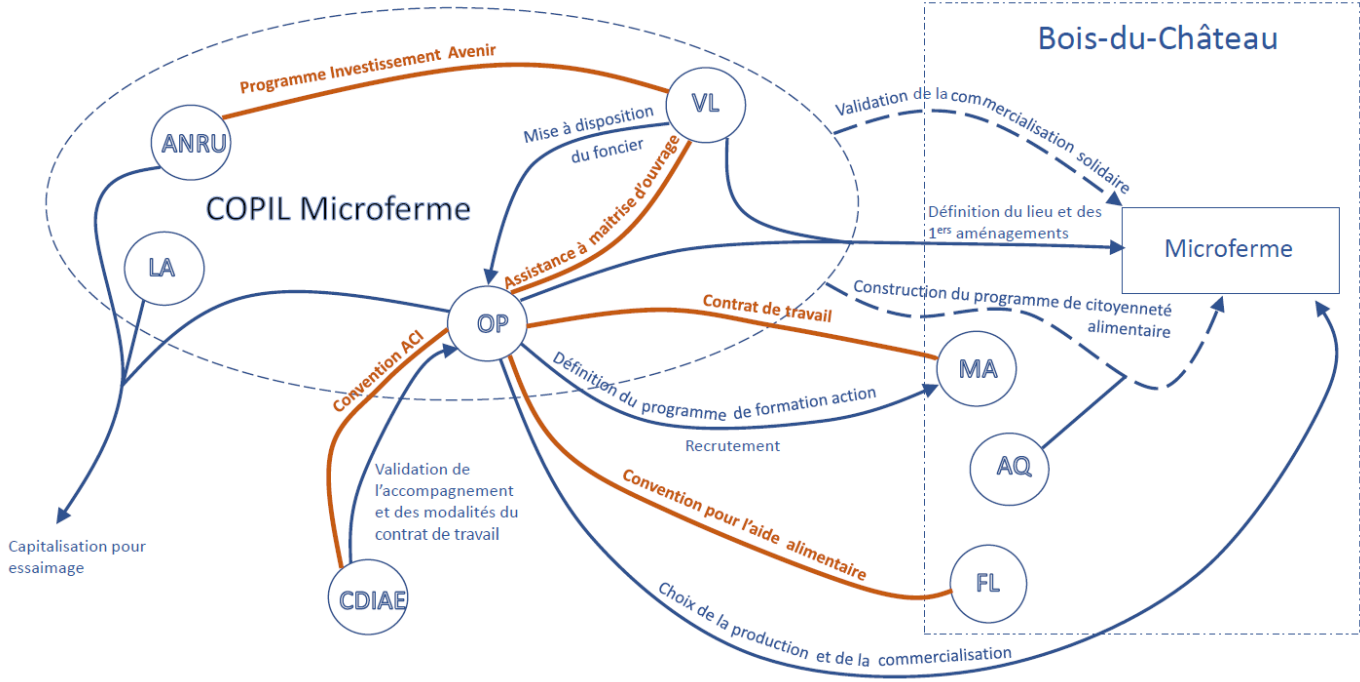 Bois-du-Château
Programme Investissement Avenir
VL
ANRU
Mise à disposition
du foncier
Validation de la commercialisation solidaire
COPIL Microferme
Assistance à maitrise d'ouvrage
Définition du lieu et des
1ers aménagements
Microferme
LA
OP
Contrat de travail
Construction du programme de citoyenneté
alimentaire
Convention ACI
Définition du programme de formation action
MA
Recrutement
AQ
Validation de
l'accompagnement
et des modalités du
contrat de travail
Convention pour l'aide alimentaire
Capitalisation pour
essaimage
CDIAE
FL
Choix de la production et de la commercialisation